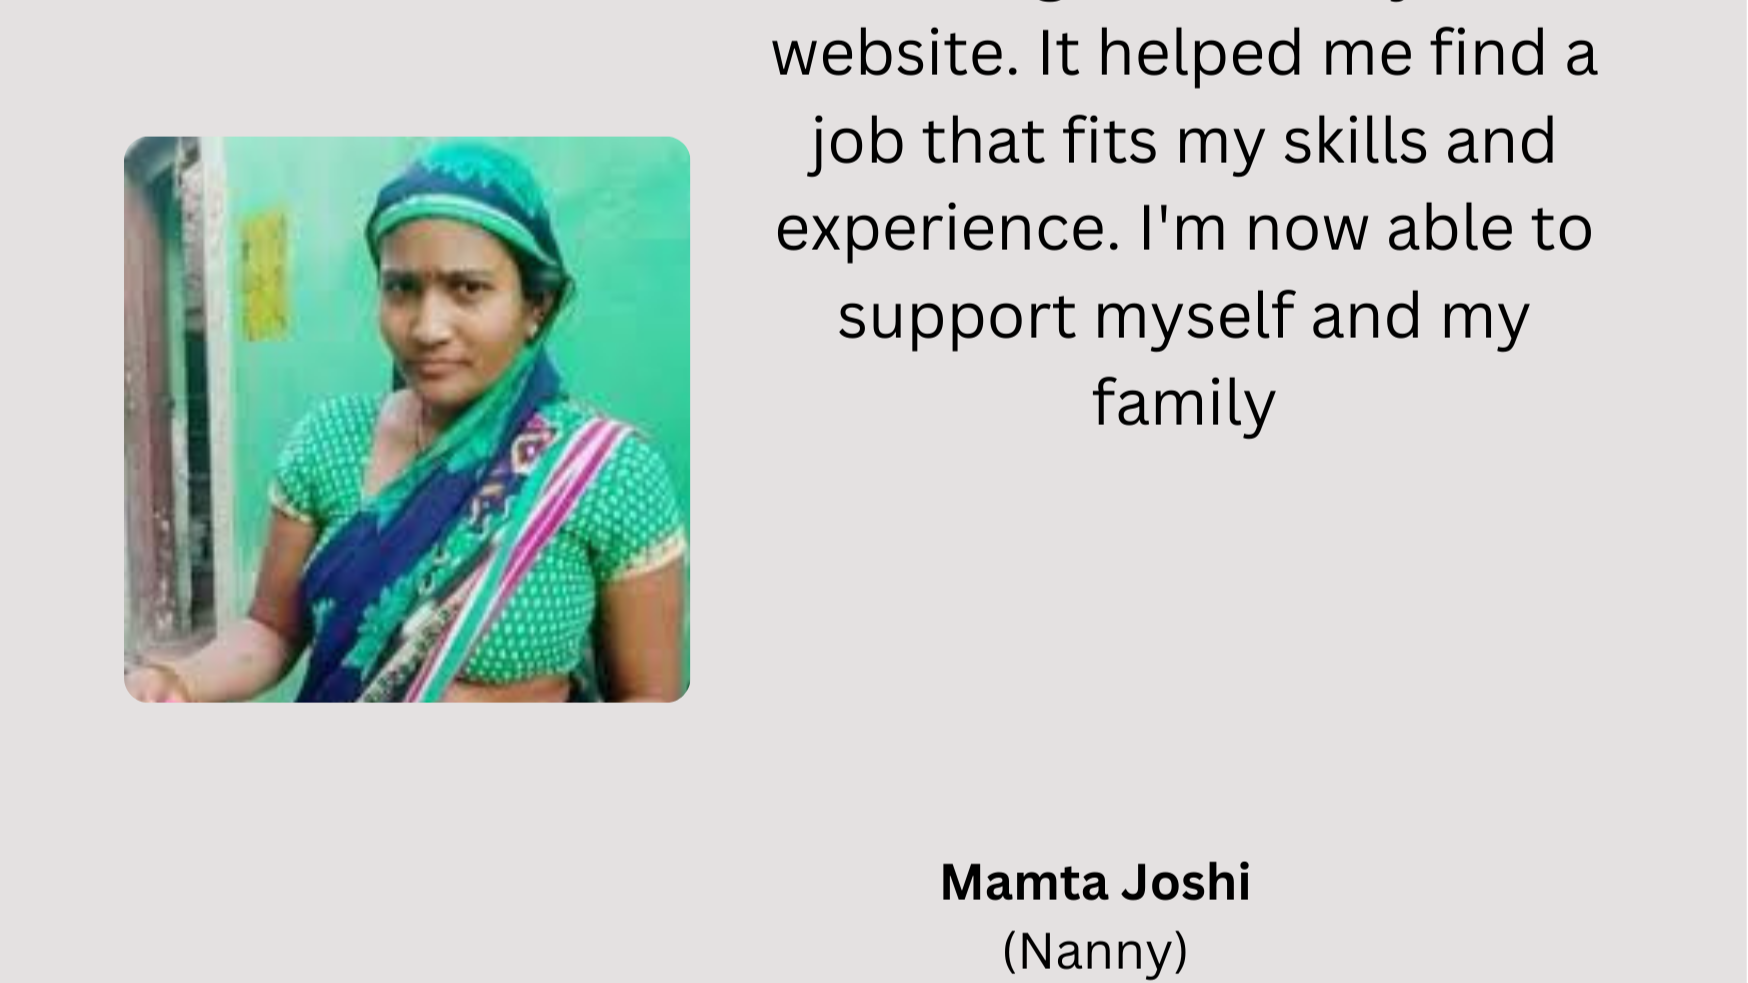 website. It helped me find a
job that fits my skills and
experience. I'm now able to
support myself and my
family
Mamta Joshi
(Nanny)